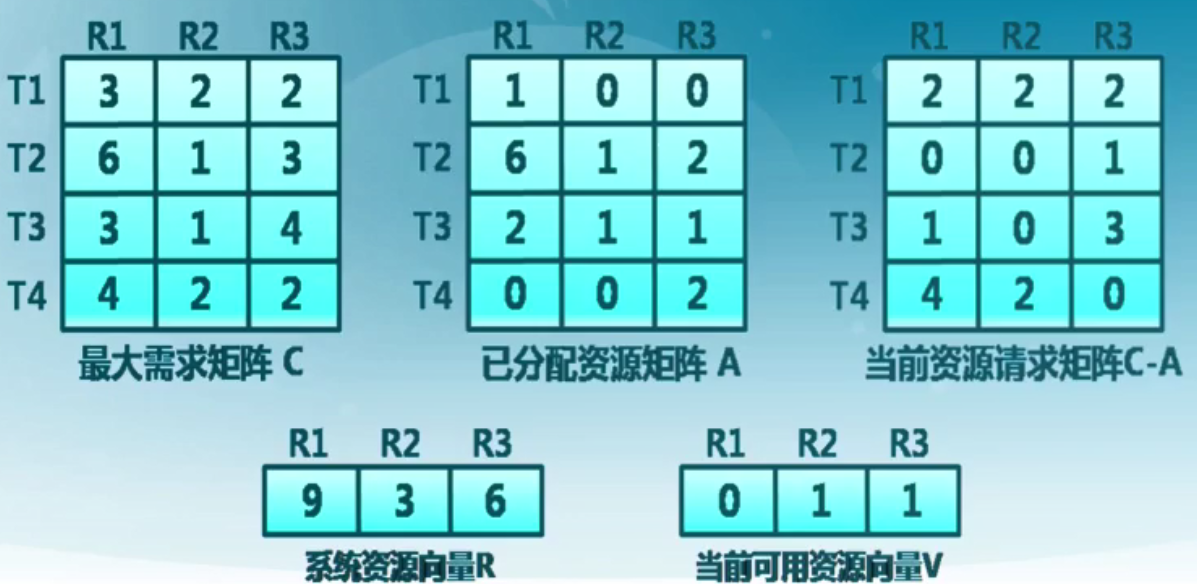 R1 R2 R3 R1 R2 R3 R1 R2 R3
T1 3 2 2 T1 1 0 0 T1 2 2 2
T2 6 1 3 T2 6 1 2 T2 0 0 1
T3 3 1 4 T3 2 1 1 T3 1 0 3
T4 4 2 2 T4 0 0 2 T4 4 2 0
最大需求矩阵 C 已分配资源矩阵 A 当前资源请求矩阵C-A
R1 R2 R3 R1 R2 R3
9 3 6 0 1 1
系统资源向量R 当前可用资源向量V